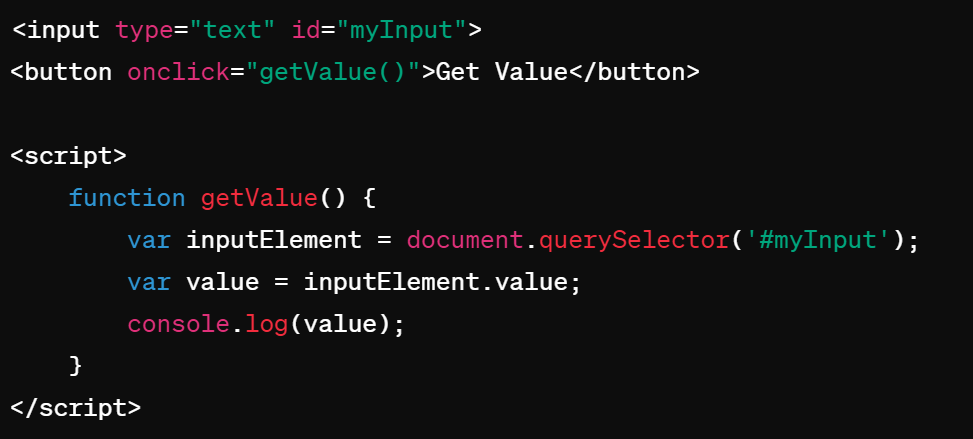 <input type="text" id="myInput">
<button onclick="getValue()">Get Value</button>
<script>
    function getValue() {
        var inputElement = document.querySelector('#myInput');
        var value = inputElement.value;
        console.log(value);
    }
</script>